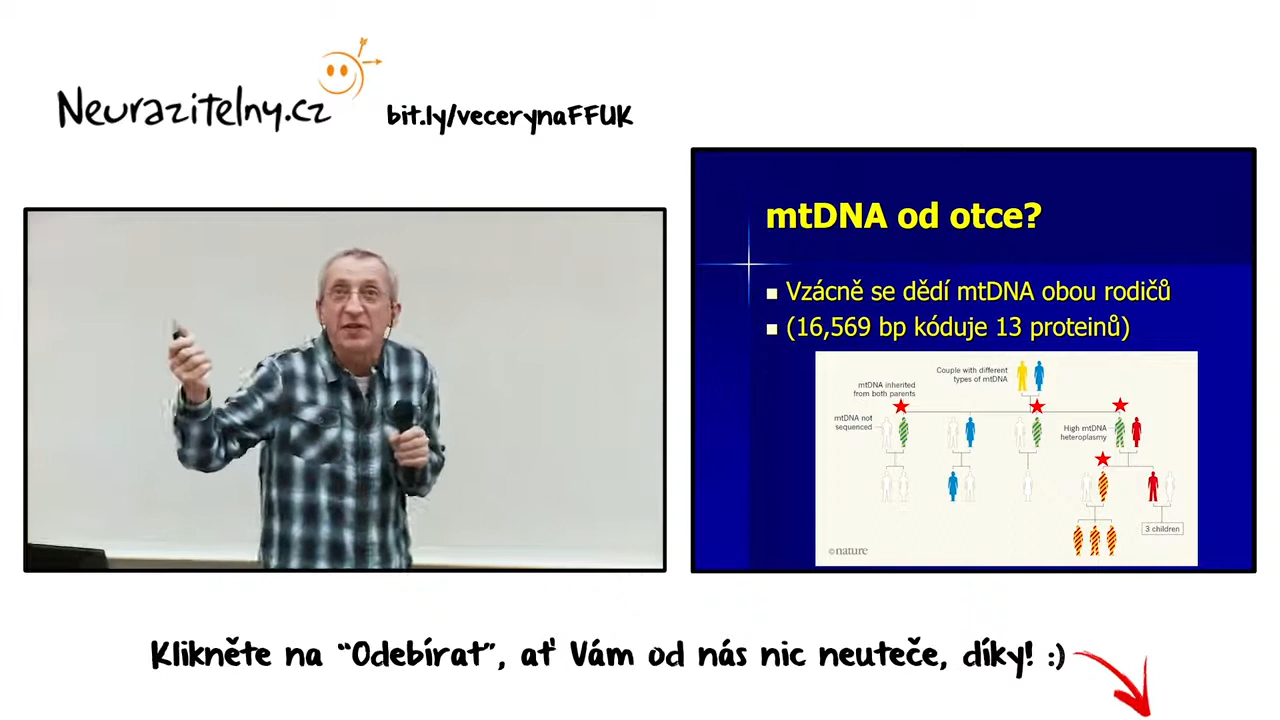 Neurazitelny.cz
bit.ly/vecerynaFFUK
mtDNA od otce?
Vzácně se dědí mtDNA obou rodičů
(16,569 bp kóduje 13 proteinů)
Couple with different
types of mtDNA
mtDNA inherited
from both parents
mtDNA not
sequenced
High mtDNA
heteroplasmy
3 children
©nature
Klikněte na “Odebírat”, ať Vám od nás nic neuteče, díky! :)